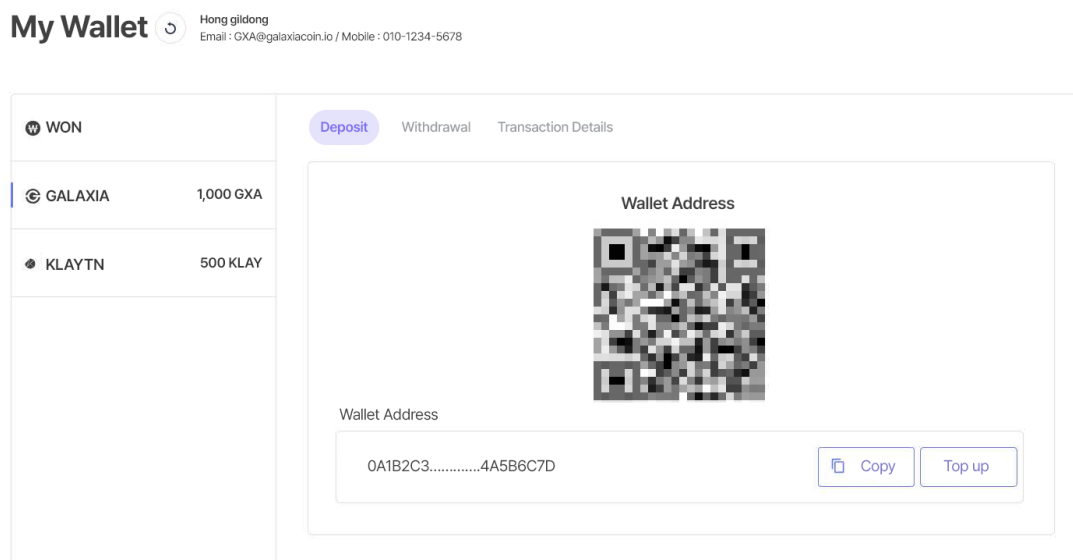 My Wallet
Hong gildong
Email : GXA@galaxiacoin.io / Mobile : 010-1234-5678
WON
GALAXIA 1,000 GXA
KLAYTN 500 KLAY
Deposit Withdrawal Transaction Details
Wallet Address
Wallet Address
0A1B2C3............4A5B6C7D Copy Top up